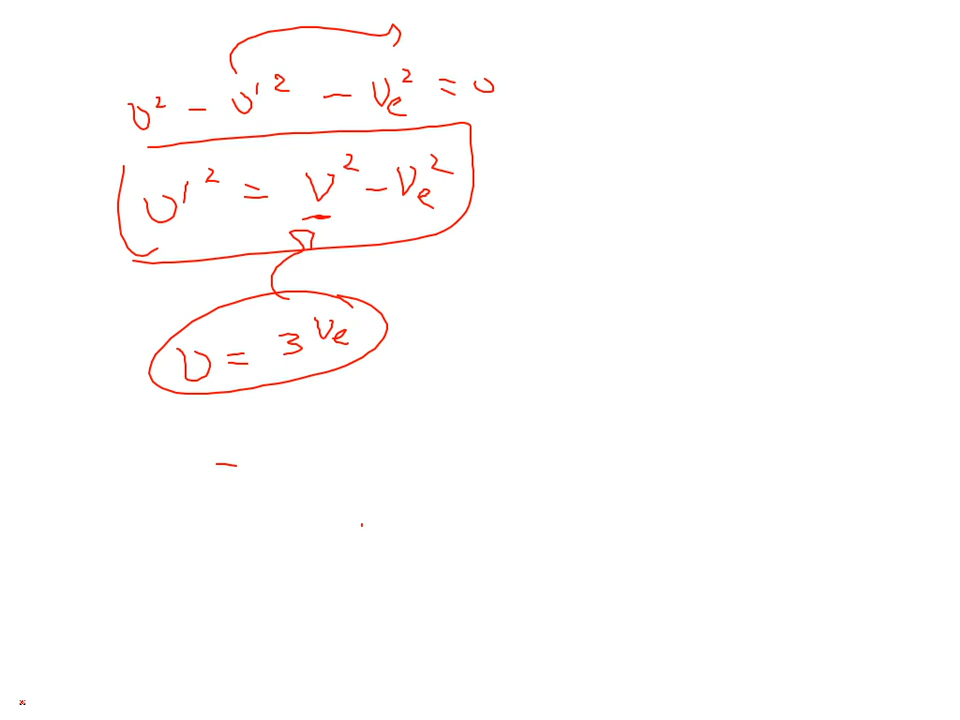 v² - v'² - vₑ² = 0
v'² = v² - vₑ²
v = 3vₑ
-